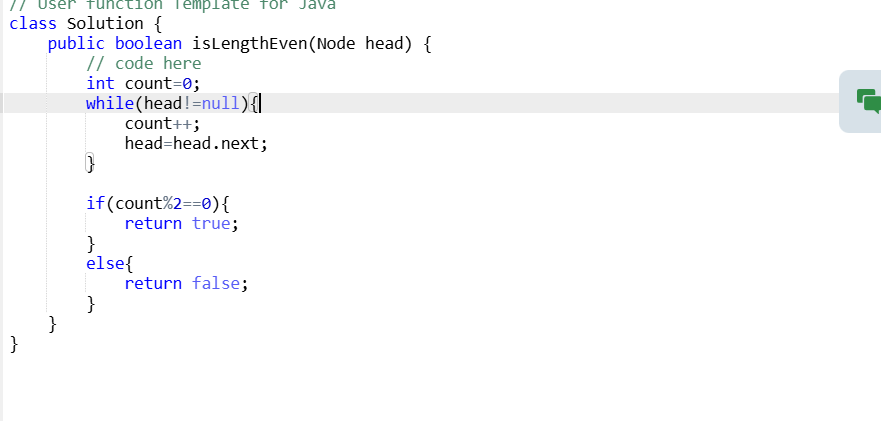 // User function Template for Java
class Solution {
    public boolean isLengthEven(Node head) {
        // code here
        int count=0;
        while(head!=null){
            count++;
            head=head.next;
        }

        if(count%2==0){
            return true;
        }
        else{
            return false;
        }
    }
}